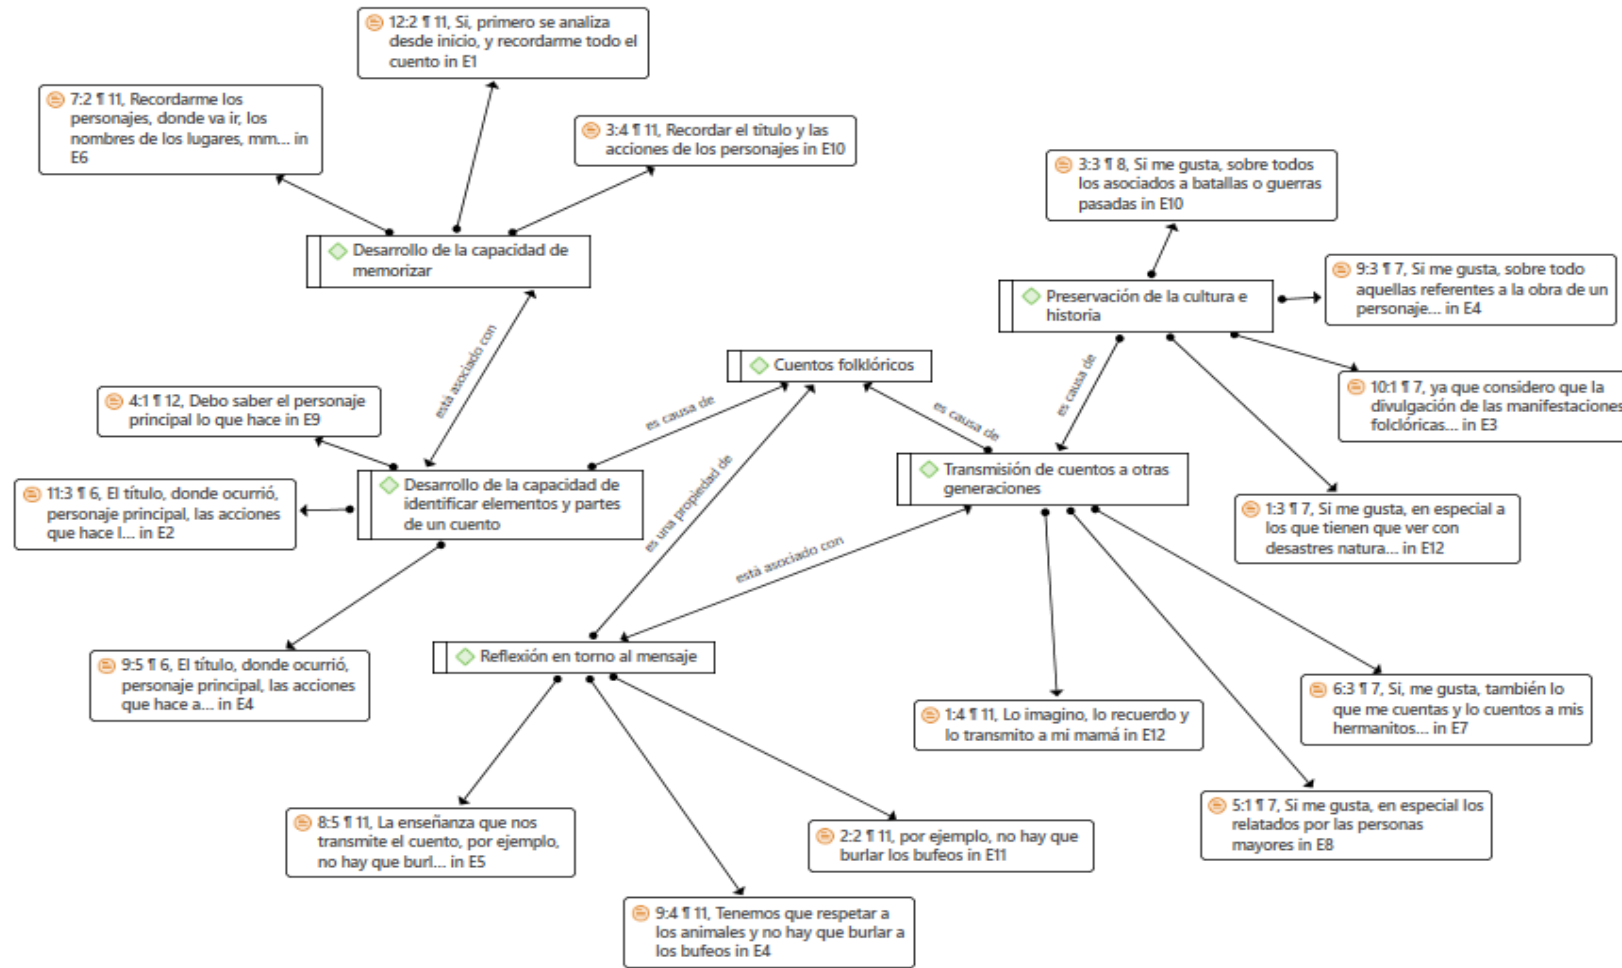 12:2 ¶ 11, Si, primero se analiza
desde inicio, y recordarme todo el
cuento in E1
7:2 ¶ 11, Recordarme los
personajes, donde va ir, los
nombres de los lugares, mm... in
E6
3:4 ¶ 11, Recordar el titulo y las
acciones de los personajes in E10
3:3 ¶ 8, Si me gusta, sobre todos
los asociados a batallas o guerras
pasadas in E10
Desarrollo de la capacidad de
memorizar
9:3 ¶ 7, Si me gusta, sobre todo
aquellas referentes a la obra de un
personaje... in E4
Preservación de la cultura e
historia
está asociado con
es causa de
Cuentos folklóricos
10:1 ¶ 7, ya que considero que la
divulgación de las manifestaciones
folclóricas... in E3
4:1 ¶ 12, Debo saber el personaje
principal lo que hace in E9
es causa de
es causa de
Desarrollo de la capacidad de
identificar elementos y partes
de un cuento
Transmisión de cuentos a otras
generaciones
11:3 ¶ 6, El título, donde ocurrió,
personaje principal, las acciones
que hace l... in E2
es una propiedad de
1:3 ¶ 7, Si me gusta, en especial a
los que tienen que ver con
desastres natura... in E12
está asociado con
Reflexión en torno al mensaje
9:5 ¶ 6, El título, donde ocurrió,
personaje principal, las acciones
que hace a... in E4
1:4 ¶ 11, Lo imagino, lo recuerdo y
lo transmito a mi mamá in E12
6:3 ¶ 7, Si, me gusta, también lo
que me cuentas y lo cuentos a mis
hermanitos... in E7
8:5 ¶ 11, La enseñanza que nos
transmite el cuento, por ejemplo,
no hay que burl... in E5
2:2 ¶ 11, por ejemplo, no hay que
burlar los bufeos in E11
5:1 ¶ 7, Si me gusta, en especial los
relatados por las personas
mayores in E8
9:4 ¶ 11, Tenemos que respetar a
los animales y no hay que burlar a
los bufeos in E4